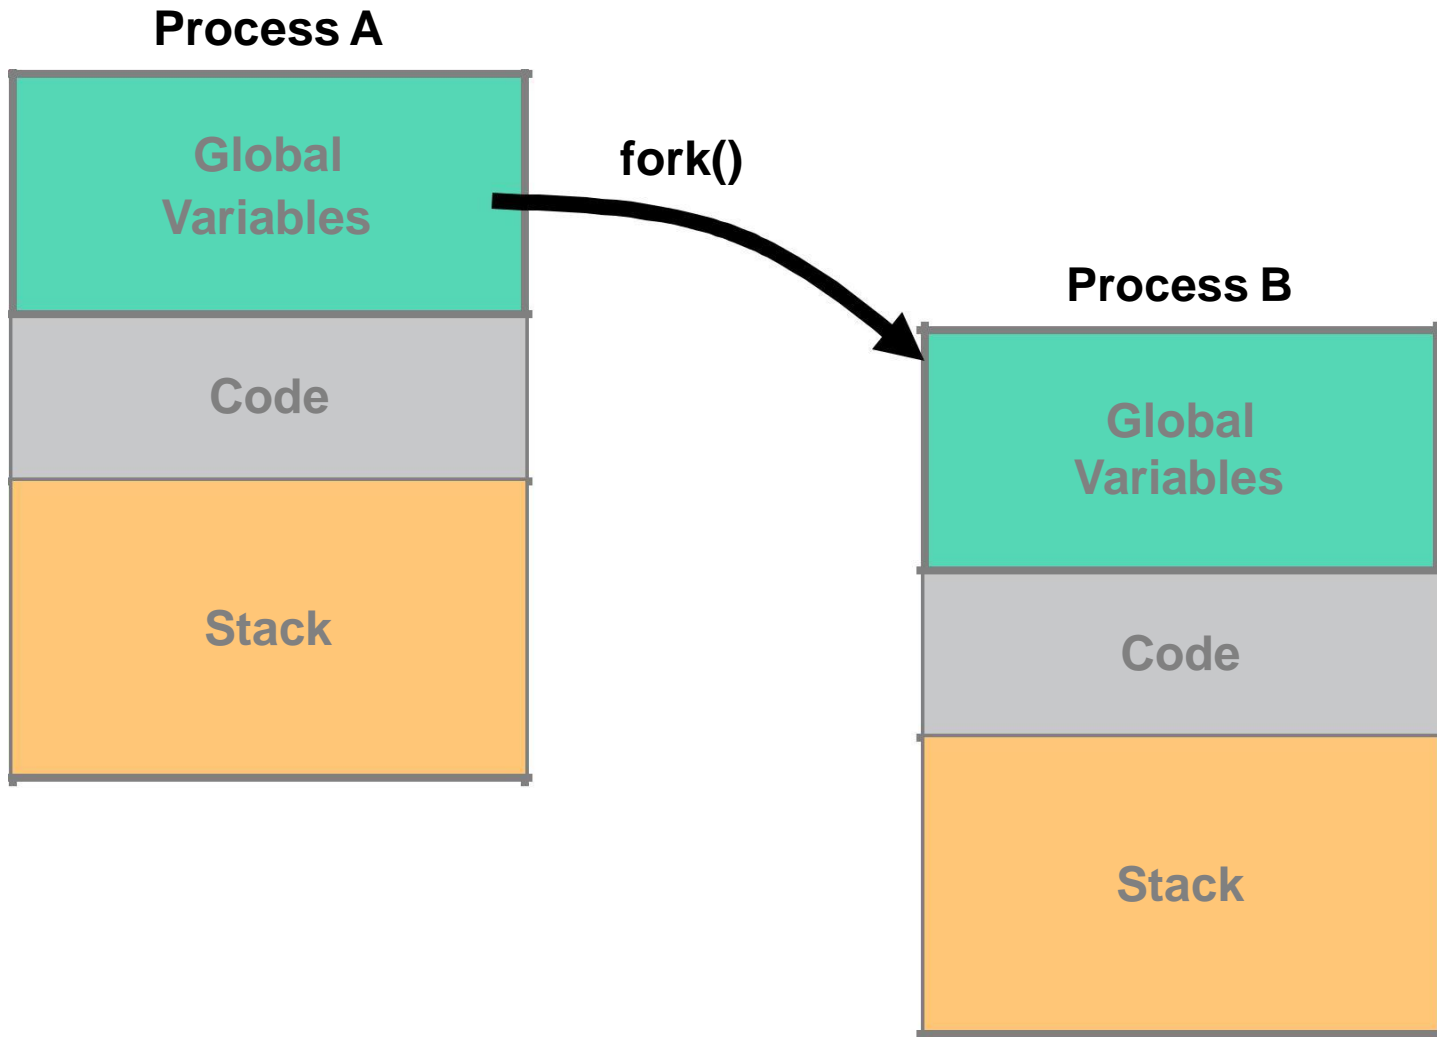 Process A
Global
Variables
Code
Stack
fork()
Process B
Global
Variables
Code
Stack